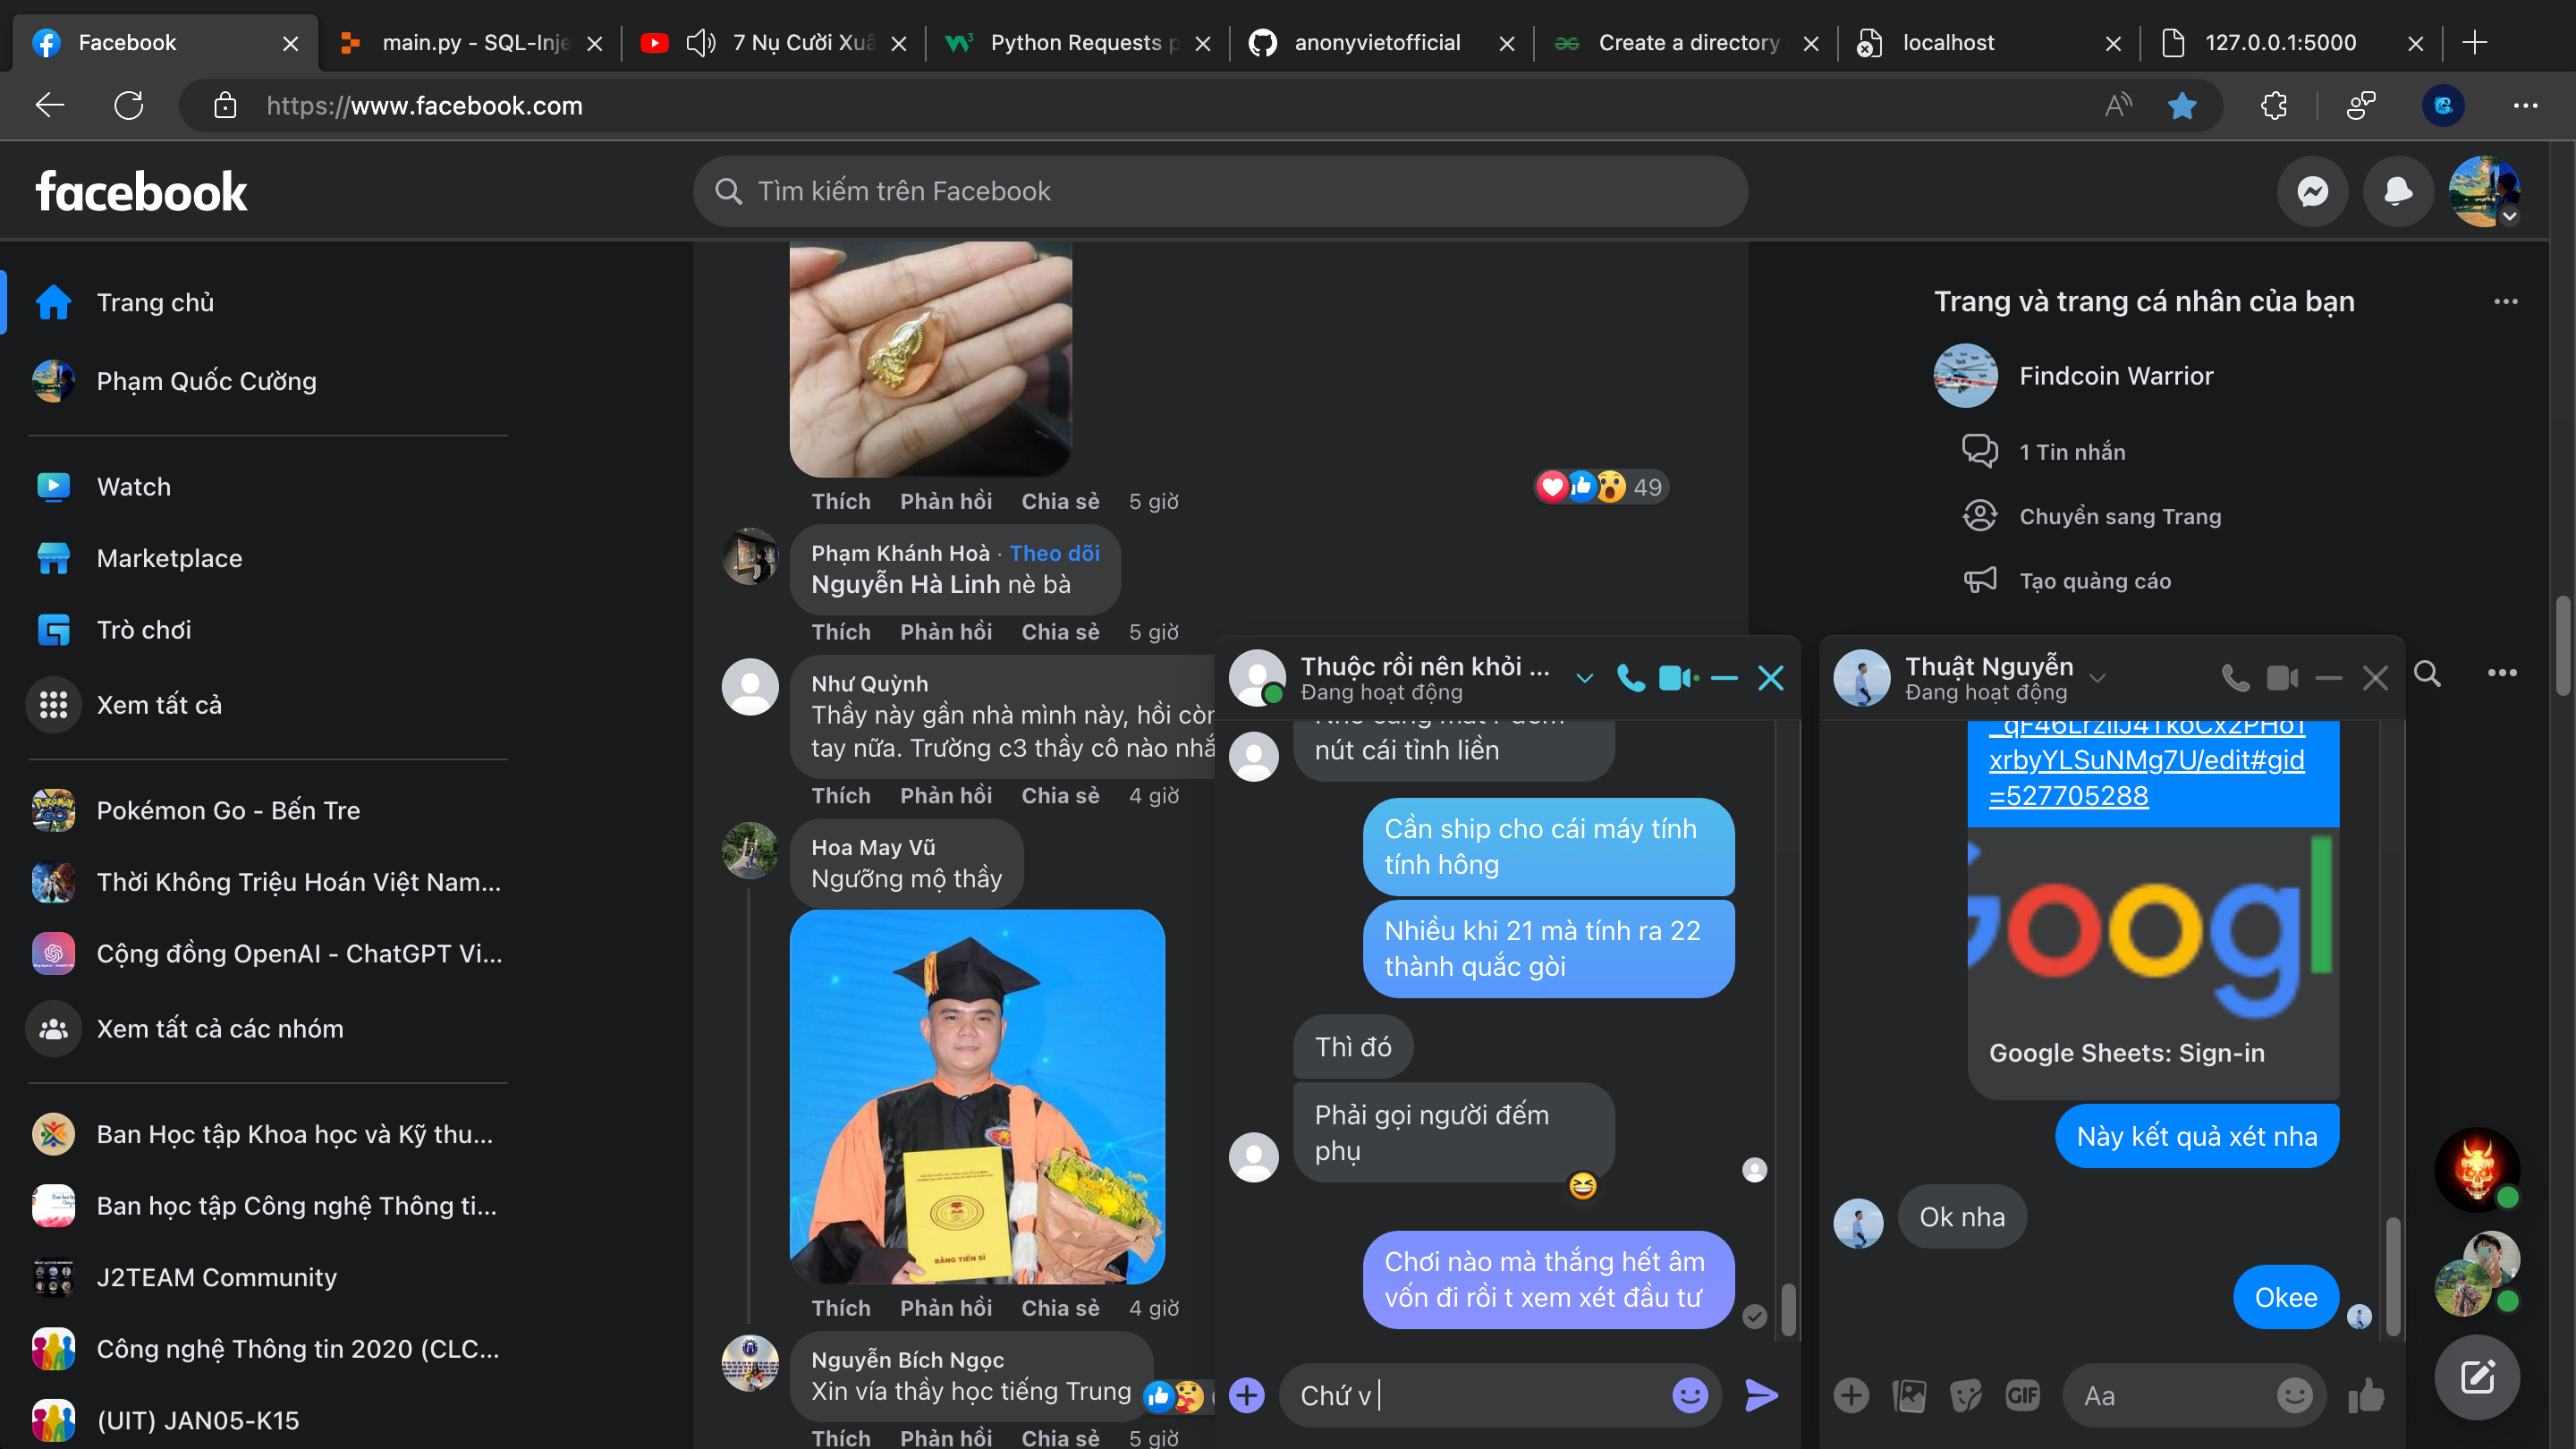 Facebook
main.py - SQL-Inje
7 Nụ Cười Xuâ
Python Requests p
anonyvietofficial
Create a directory
localhost
127.0.0.1:5000
https://www.facebook.com
facebook
Tìm kiếm trên Facebook
Trang chủ
Phạm Quốc Cường
Watch
Marketplace
Trò chơi
Xem tất cả
Pokémon Go - Bến Tre
Thời Không Triệu Hoán Việt Nam...
Cộng đồng OpenAI - ChatGPT Vi...
Xem tất cả các nhóm
Ban Học tập Khoa học và Kỹ thu...
Ban học tập Công nghệ Thông ti...
J2TEAM Community
Công nghệ Thông tin 2020 (CLC...
(UIT) JAN05-K15
Thích Phản hồi Chia sẻ 5 giờ
49
Phạm Khánh Hoà · Theo dõi
Nguyễn Hà Linh nè bà
Thích Phản hồi Chia sẻ 5 giờ
Như Quỳnh
Thầy này gần nhà mình này, hồi còn
tay nữa. Trường c3 thầy cô nào nhắ
Thích Phản hồi Chia sẻ 4 giờ
Hoa May Vũ
Ngưỡng mộ thầy
BẰNG TIẾN SĨ
Thích Phản hồi Chia sẻ 4 giờ
Nguyễn Bích Ngọc
Xin vía thầy học tiếng Trung
Thích Phản hồi Chia sẻ 5 giờ
Trang và trang cá nhân của bạn
Findcoin Warrior
1 Tin nhắn
Chuyển sang Trang
Tạo quảng cáo
Thuộc rồi nên khỏi ...
Đang hoạt động
nút cái tỉnh liền
Cần ship cho cái máy tính
tính hông
Nhiều khi 21 mà tính ra 22
thành quắc gòi
Thì đó
Phải gọi người đếm
phụ
Chơi nào mà thắng hết âm
vốn đi rồi t xem xét đầu tư
Chứ v
Thuật Nguyễn
Đang hoạt động
xrbyYLSuNMg7U/edit#gid
=527705288
Googl
Google Sheets: Sign-in
Này kết quả xét nha
Ok nha
Okee
GIF
Aa